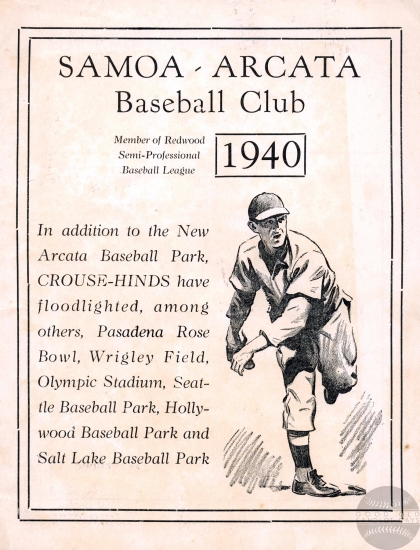 SAMOA - ARCATA
Baseball Club
Member of Redwood
Semi-Professional
Baseball League
1940
In addition to the New
Arcata Baseball Park,
CROUSE-HINDS have
floodlighted, among
others, Pasadena Rose
Bowl, Wrigley Field,
Olympic Stadium, Seat-
tle Baseball Park, Holly-
wood Baseball Park and
Salt Lake Baseball Park